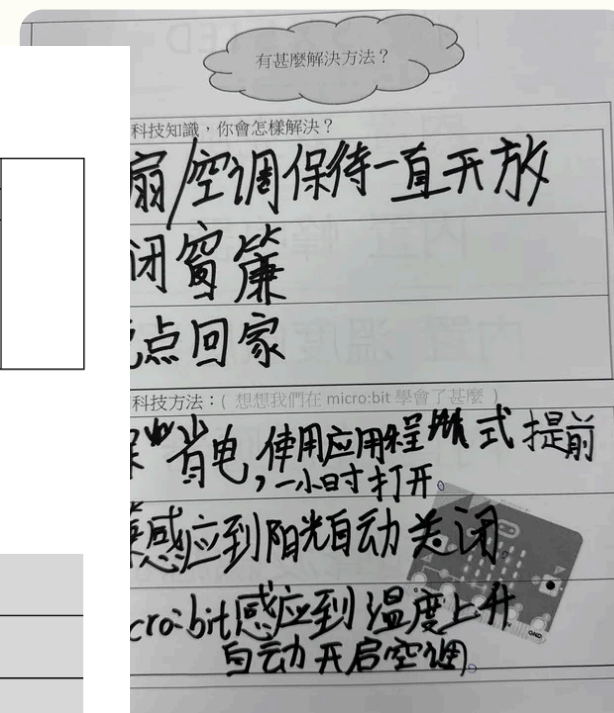 有甚麼解決方法？
科技知識，你會怎樣解決？
扇/空调保待一直开放
闭窗簾
点回家
科技方法：( 想想我們在 micro:bit 學會了甚麼 )
省电,使用应用程 式提前
一小时打开。
感应到阳光自动关闭
cro:bit感应到温度上升
自动开启空调。